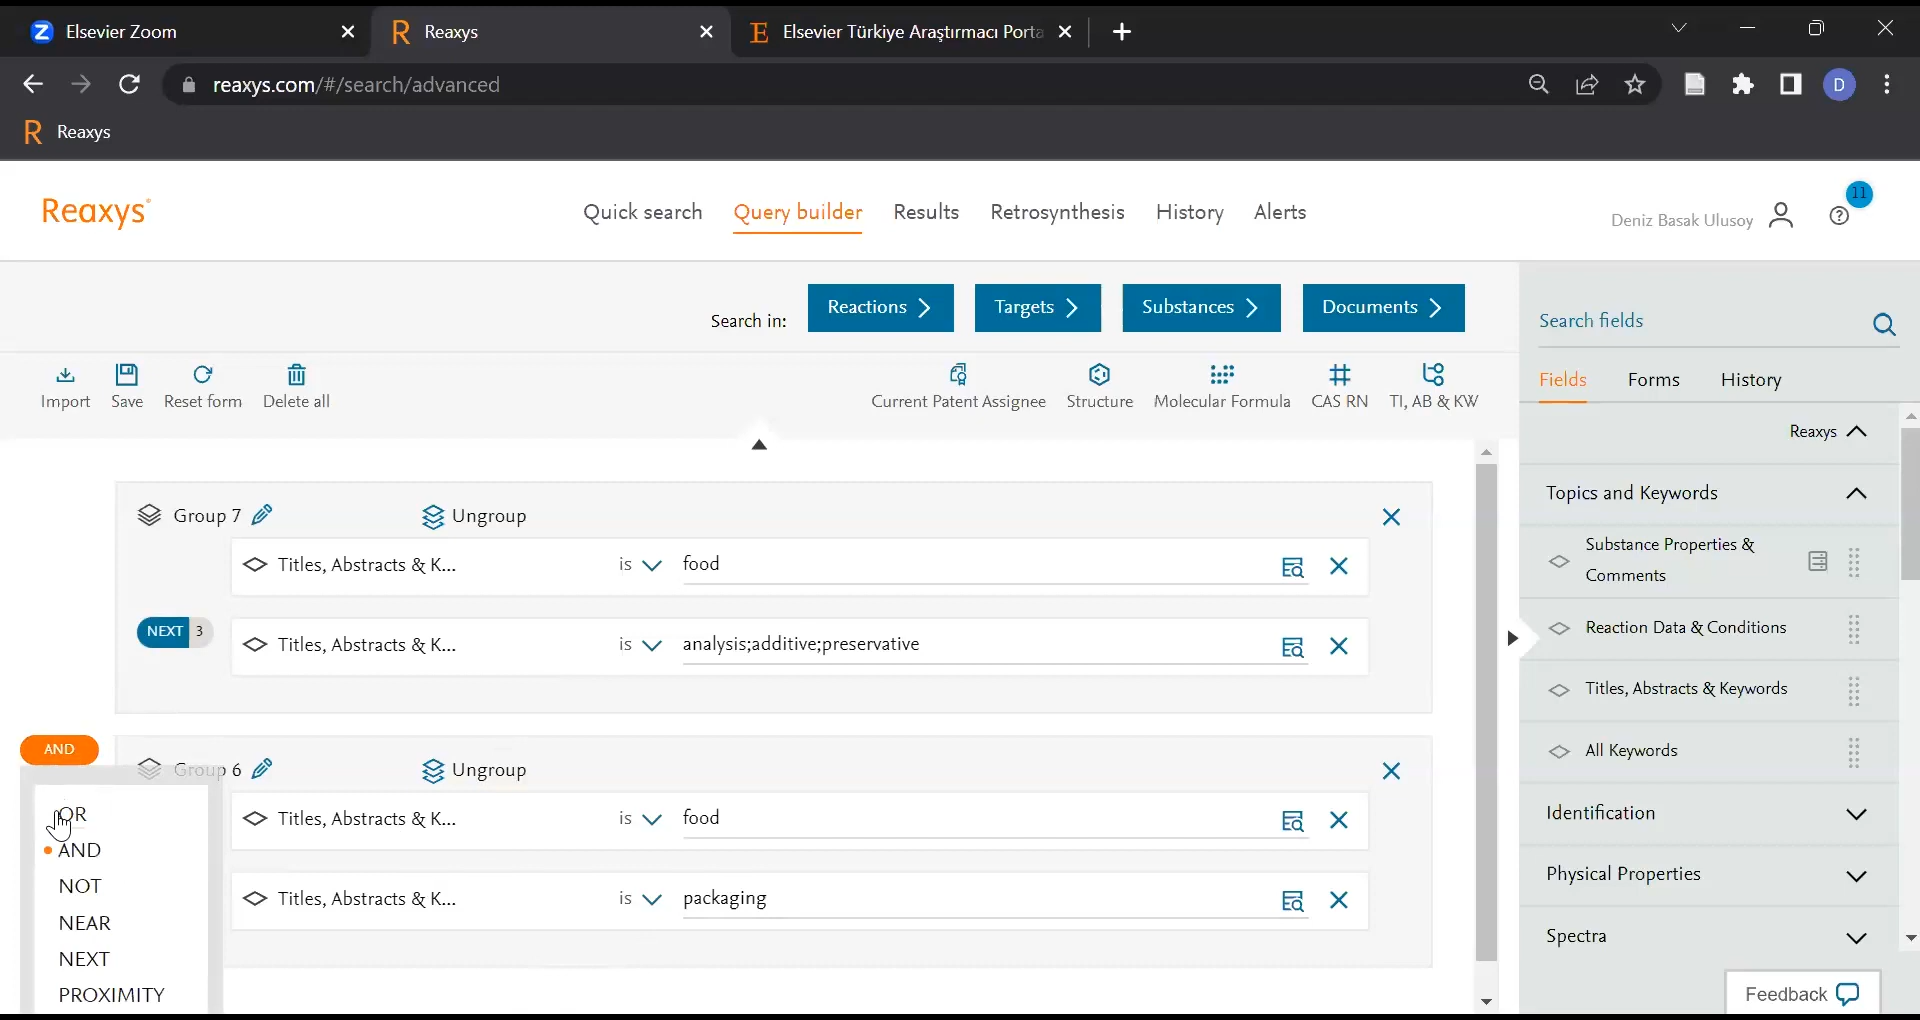 Elsevier Zoom
Reaxys
Elsevier Türkiye Araştırmacı Porta
reaxys.com/#/search/advanced
Reaxys
Reaxys
Quick search
Query builder
Results
Retrosynthesis
History
Alerts
Deniz Basak Ulusoy
11
Search in:
Reactions
Targets
Substances
Documents
Import
Save
Reset form
Delete all
Current Patent Assignee
Structure
Molecular Formula
CAS RN
TI, AB & KW
Group 7
Ungroup
Titles, Abstracts & K...
is
food
NEXT 3
Titles, Abstracts & K...
is
analysis;additive;preservative
AND
Group 6
Ungroup
Titles, Abstracts & K...
is
food
Titles, Abstracts & K...
is
packaging
OR
AND
NOT
NEAR
NEXT
PROXIMITY
Search fields
Fields
Forms
History
Reaxys
Topics and Keywords
Substance Properties &
Comments
Reaction Data & Conditions
Titles, Abstracts & Keywords
All Keywords
Identification
Physical Properties
Spectra
Feedback